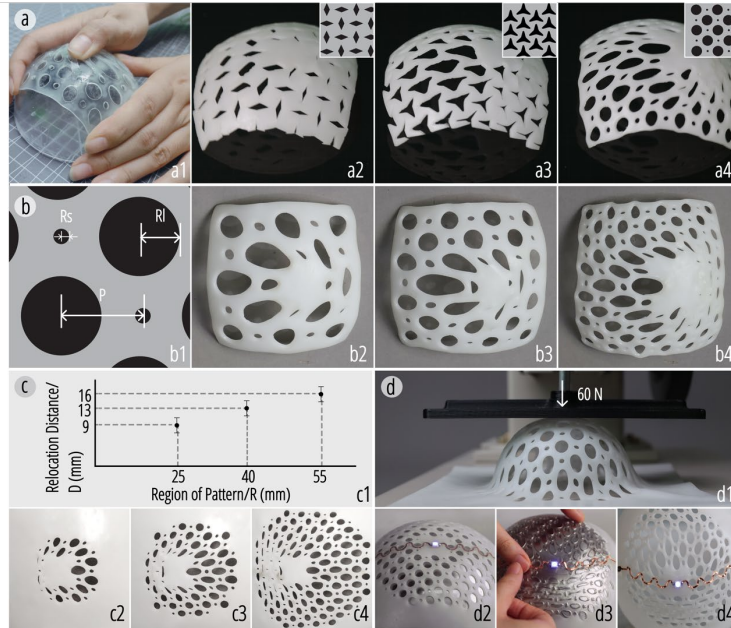 a
a1
a2
a3
a4
b
Rs
Rl
P
b1
b2
b3
b4
c
Relocation Distance/
D (mm)
16
13
9
25
40
55
Region of Pattern/R (mm)
c1
c2
c3
c4
d
60 N
d1
d2
d3
d4